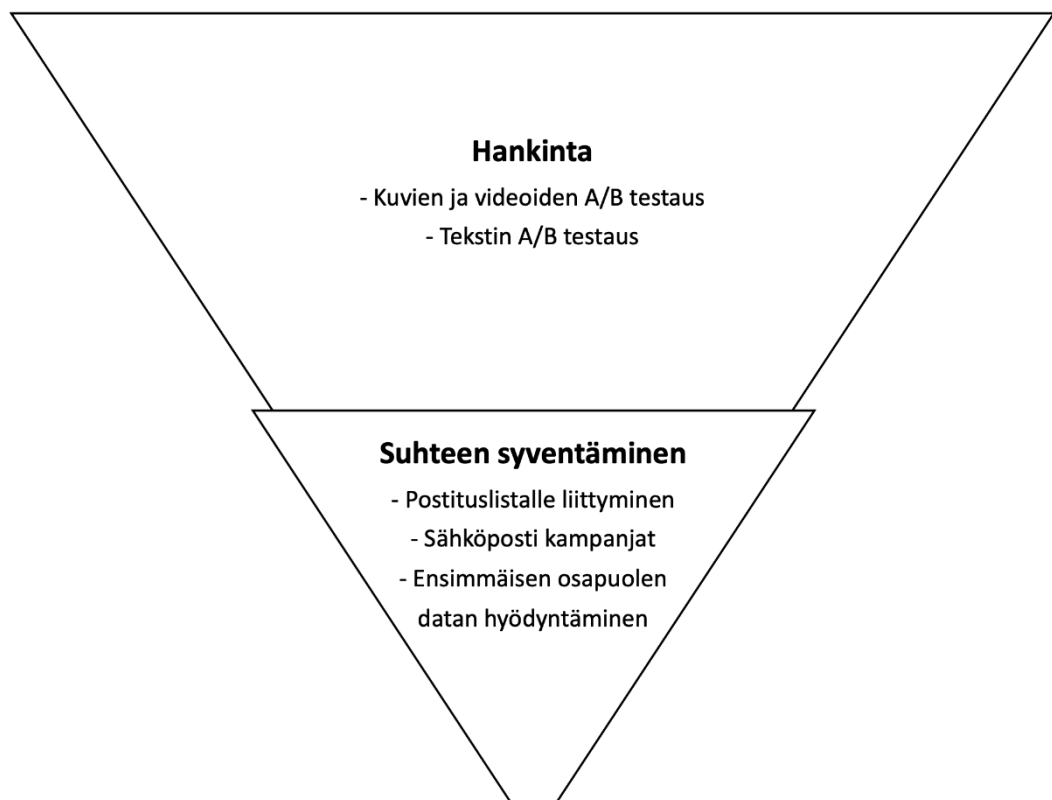 Hankinta
- Kuvien ja videoiden A/B testaus
- Tekstin A/B testaus
Suhteen syventäminen
- Postituslistalle liittyminen
- Sähköposti kampanjat
- Ensimmäisen osapuolen
datan hyödyntäminen